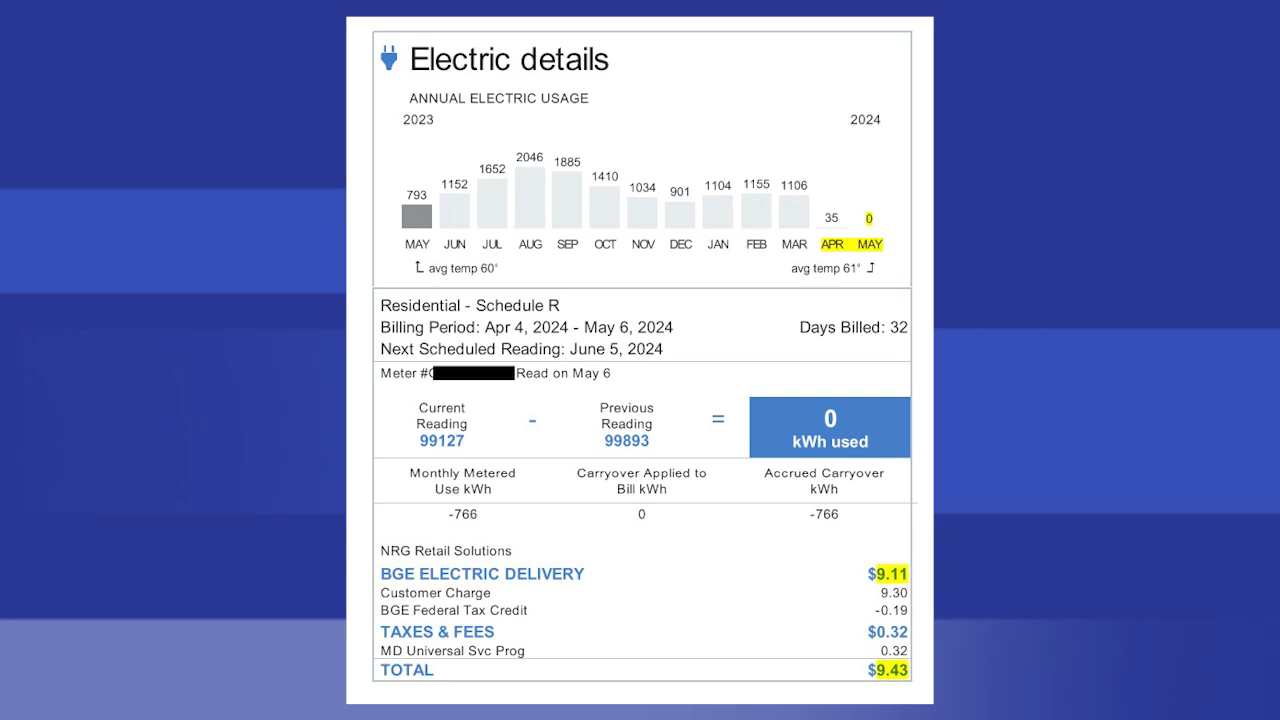 Electric details
ANNUAL ELECTRIC USAGE
2023 2024
793 1152 1652 2046 1885 1410 1034 901 1104 1155 1106 35 0
MAY JUN JUL AUG SEP OCT NOV DEC JAN FEB MAR APR MAY
avg temp 60° avg temp 61°
Residential - Schedule R
Billing Period: Apr 4, 2024 - May 6, 2024 Days Billed: 32
Next Scheduled Reading: June 5, 2024
Meter # Read on May 6
Current Previous
Reading - Reading = 0
99127 99893 kWh used
Monthly Metered Carryover Applied to Accrued Carryover
Use kWh Bill kWh kWh
-766 0 -766
NRG Retail Solutions
BGE ELECTRIC DELIVERY $9.11
Customer Charge 9.30
BGE Federal Tax Credit -0.19
TAXES & FEES $0.32
MD Universal Svc Prog 0.32
TOTAL $9.43